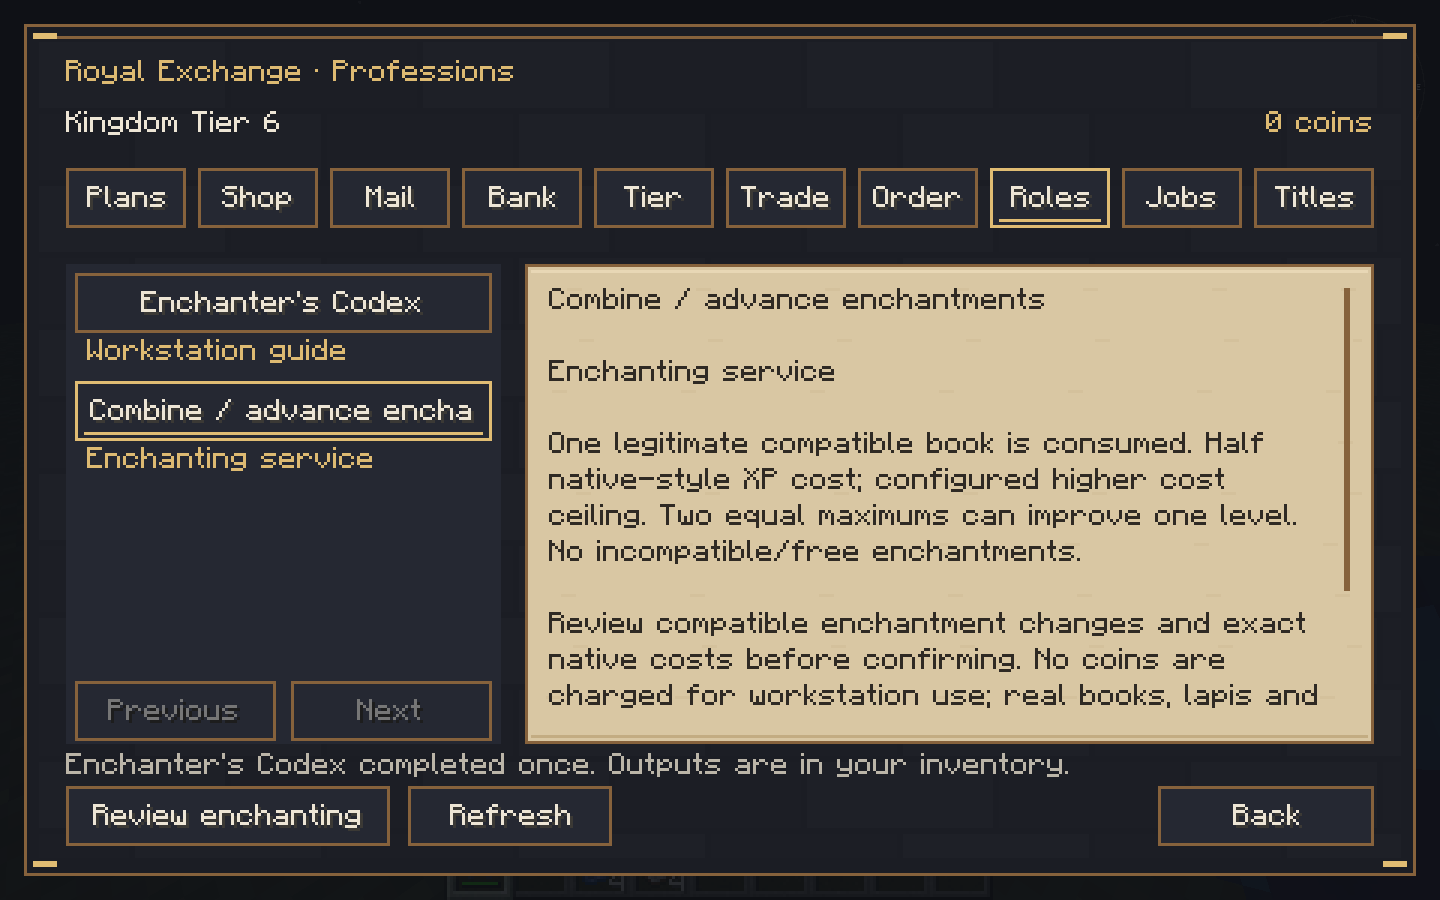 Royal Exchange · Professions
Kingdom Tier 6
0 coins
Plans
Shop
Mail
Bank
Tier
Trade
Order
Roles
Jobs
Titles
Enchanter's Codex
Workstation guide
Combine / advance encha
Enchanting service
Previous
Next
Combine / advance enchantments
Enchanting service
One legitimate compatible book is consumed. Half
native-style XP cost; configured higher cost
ceiling. Two equal maximums can improve one level.
No incompatible/free enchantments.
Review compatible enchantment changes and exact
native costs before confirming. No coins are
charged for workstation use; real books, lapis and
Enchanter's Codex completed once. Outputs are in your inventory.
Review enchanting
Refresh
Back